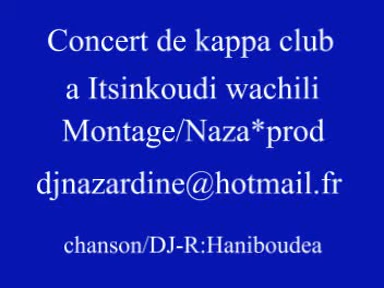 Concert de kappa club
a Itsinkoudi wachili
Montage/Naza*prod
djnazardine@hotmail.fr
chanson/DJ-R:Haniboudea